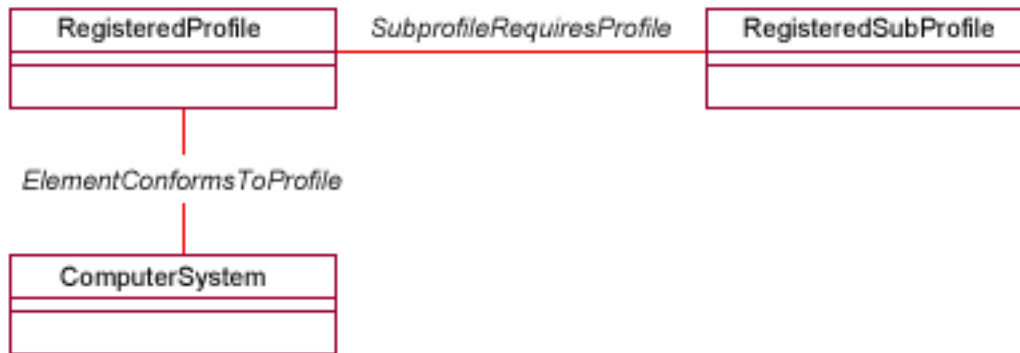 RegisteredProfile
SubprofileRequiresProfile
RegisteredSubProfile
ElementConformsToProfile
ComputerSystem